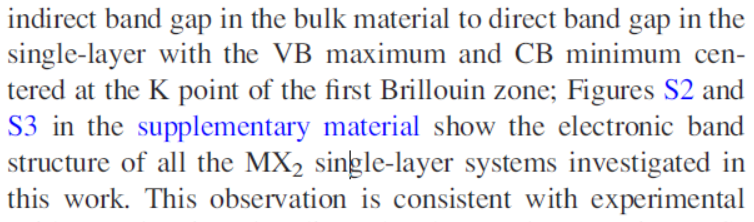 indirect band gap in the bulk material to direct band gap in the
single-layer with the VB maximum and CB minimum cen-
tered at the K point of the first Brillouin zone; Figures S2 and
S3 in the supplementary material show the electronic band
structure of all the MX₂ single-layer systems investigated in
this work. This observation is consistent with experimental